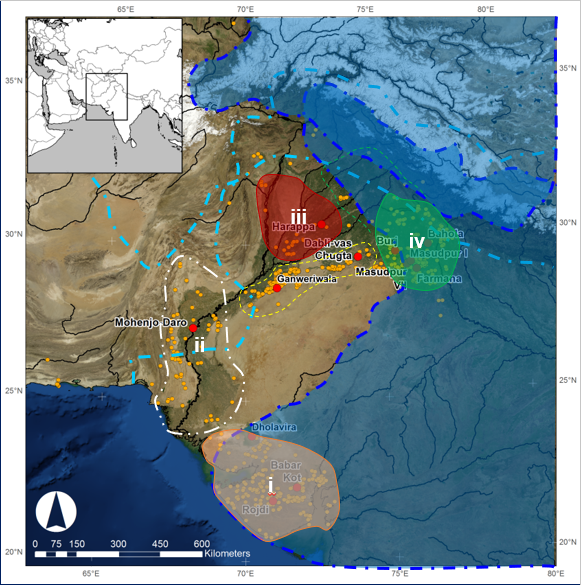 65°E 70°E 75°E 80°E
35°N 35°N
iii
Harappa
30°N 30°N
iv
Bahola
Burj
Dabli-vas
Chugta
Masudpur I
Masudpur
VII
Farmana
Ganweriwala
Mohenjo Daro
ii
25°N 25°N
Dholavira
Babar
Kot
i
Rojdi
0 75 150 300 450 600
Kilometers
20°N 20°N
65°E 70°E 75°E 80°E